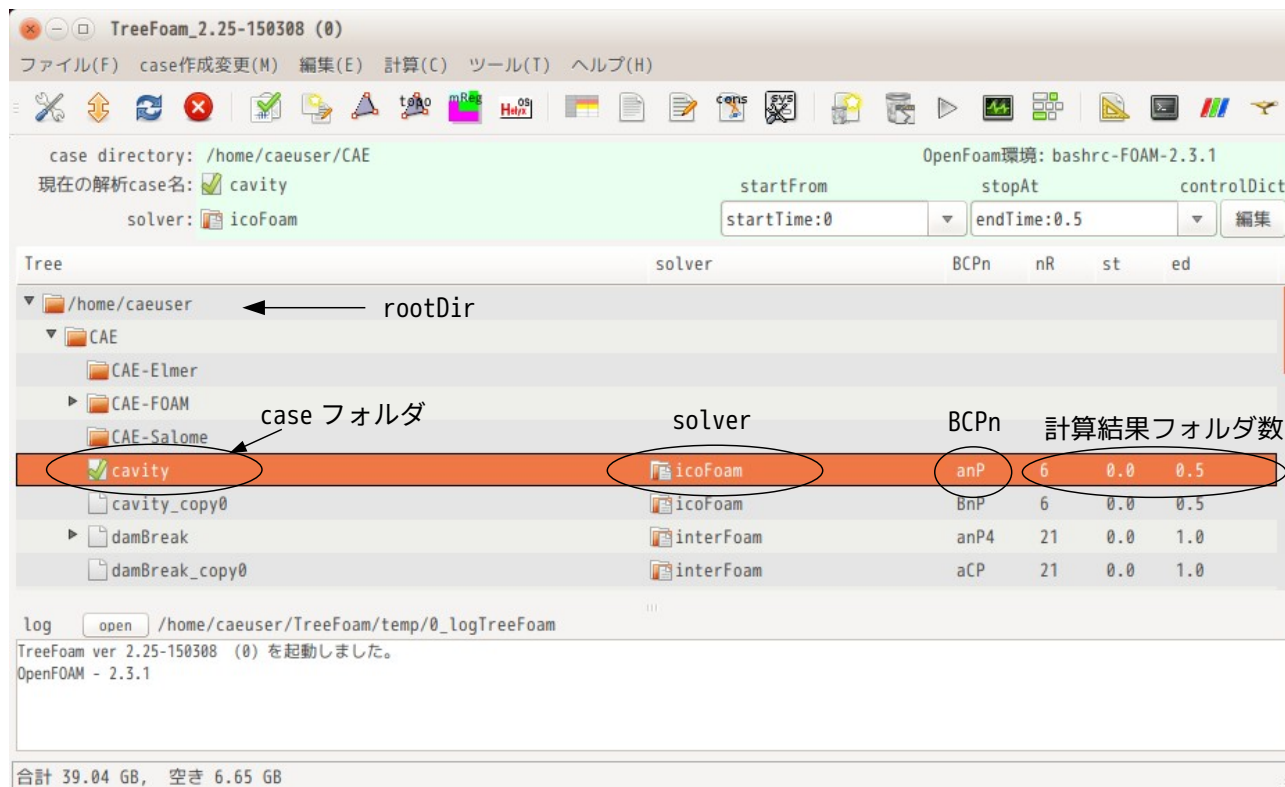 TreeFoam_2.25-150308 (0)
ファイル(F) case作成変更(M) 編集(E) 計算(C) ツール(T) ヘルプ(H)
topo mReg Helyx OS cons SYS
case directory: /home/caeuser/CAE OpenFoam環境: bashrc-FOAM-2.3.1
現在の解析case名: cavity startFrom stopAt controlDict
solver: icoFoam startTime:0 endTime:0.5 編集
Tree solver BCPn nR st ed
/home/caeuser rootDir
CAE
CAE-Elmer
CAE-FOAM case フォルダ solver BCPn 計算結果フォルダ数
CAE-Salome
cavity icoFoam anP 6 0.0 0.5
cavity_copy0 icoFoam BnP 6 0.0 0.5
damBreak interFoam anP4 21 0.0 1.0
damBreak_copy0 interFoam aCP 21 0.0 1.0
log open /home/caeuser/TreeFoam/temp/0_logTreeFoam
TreeFoam ver 2.25-150308 (0) を起動しました。
OpenFOAM - 2.3.1
合計 39.04 GB, 空き 6.65 GB